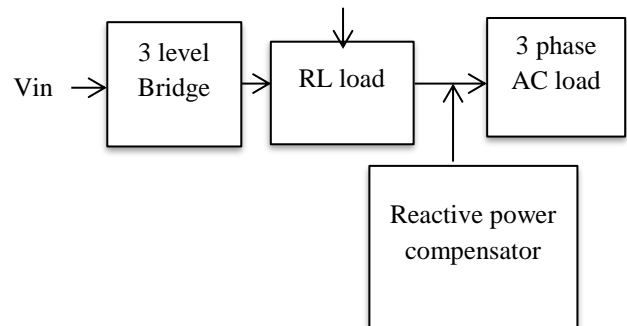 Vin
3 level
Bridge
RL load
3 phase
AC load
Reactive power
compensator